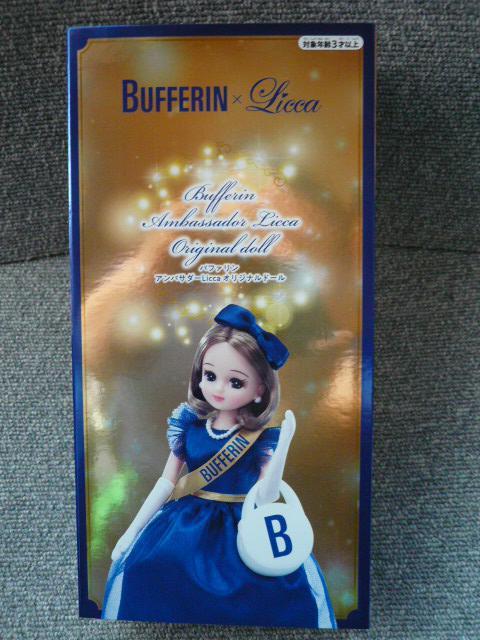 対象年齢3才以上
BUFFERIN × Licca
Bufferin
Ambassador Licca
Original doll
バファリン
アンバサダーLicca オリジナルドール
BUFFERIN
B